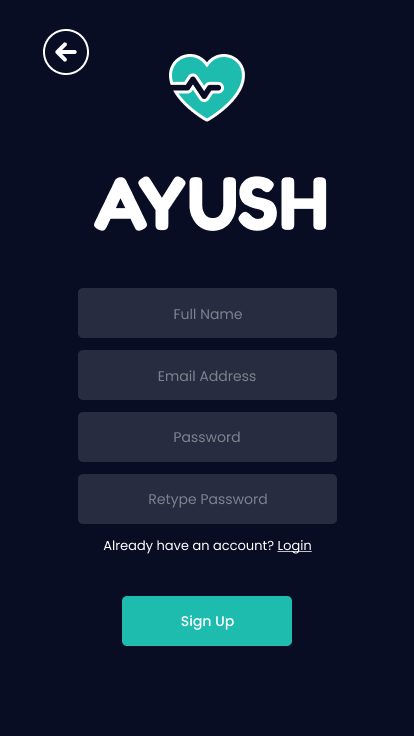 AYUSH
Full Name
Email Address
Password
Retype Password
Already have an account? Login
Sign Up